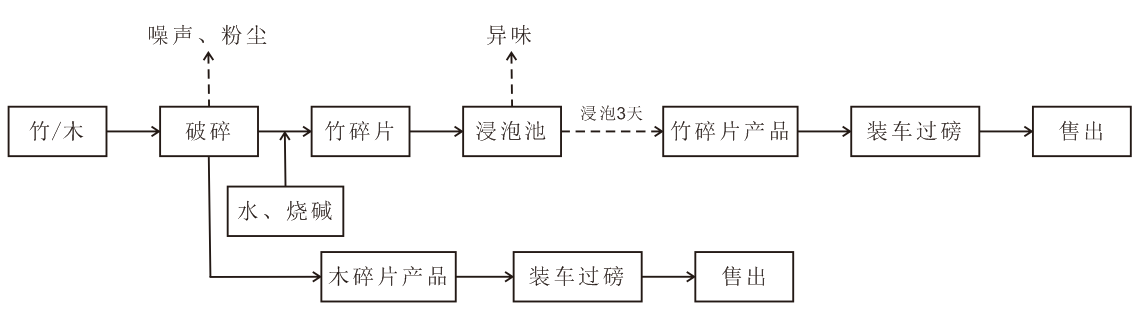 噪声、粉尘
异味
竹/木
破碎
竹碎片
浸泡池
浸泡3天
竹碎片产品
装车过磅
售出
水、烧碱
木碎片产品
装车过磅
售出